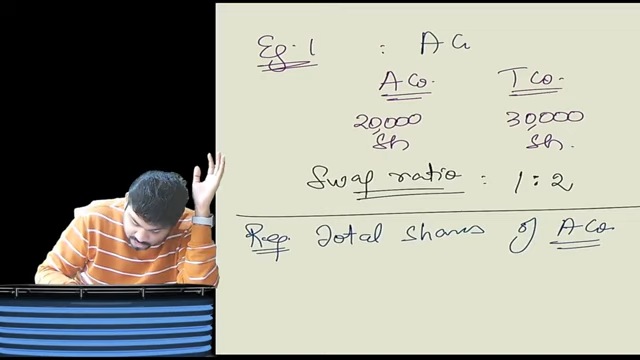 Eg. 1 : A Co
A Co. T Co.
20,000 30,000
Sh Sh.
Swap ratio : 1 : 2
Req. Total shares of A Co.